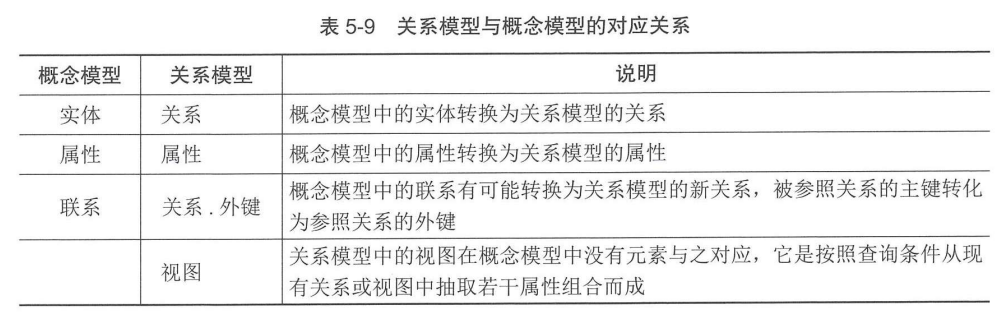 表 5-9 关系模型与概念模型的对应关系
概念模型 关系模型 说明
实体 关系 概念模型中的实体转换为关系模型的关系
属性 属性 概念模型中的属性转换为关系模型的属性
联系 关系.外键 概念模型中的联系有可能转换为关系模型的新关系，被参照关系的主键转化
为参照关系的外键
视图 关系模型中的视图在概念模型中没有元素与之对应，它是按照查询条件从现
有关系或视图中抽取若干属性组合而成